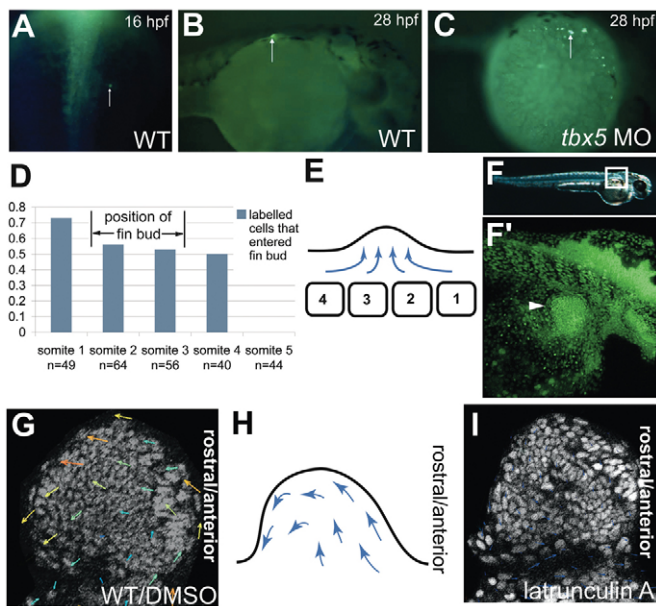 A
16 hpf
WT
B
28 hpf
WT
C
28 hpf
tbx5 MO
D
0.8
0.7
0.6
0.5
0.4
0.3
0.2
0.1
0
position of
fin bud
labelled
cells that
entered
fin bud
somite 1 somite 2 somite 3 somite 4 somite 5
n=49 n=64 n=56 n=40 n=44
E
4 3 2 1
F
F'
G
rostral/anterior
WT/DMSO
H
rostral/anterior
I
rostral/anterior
latrunculin A